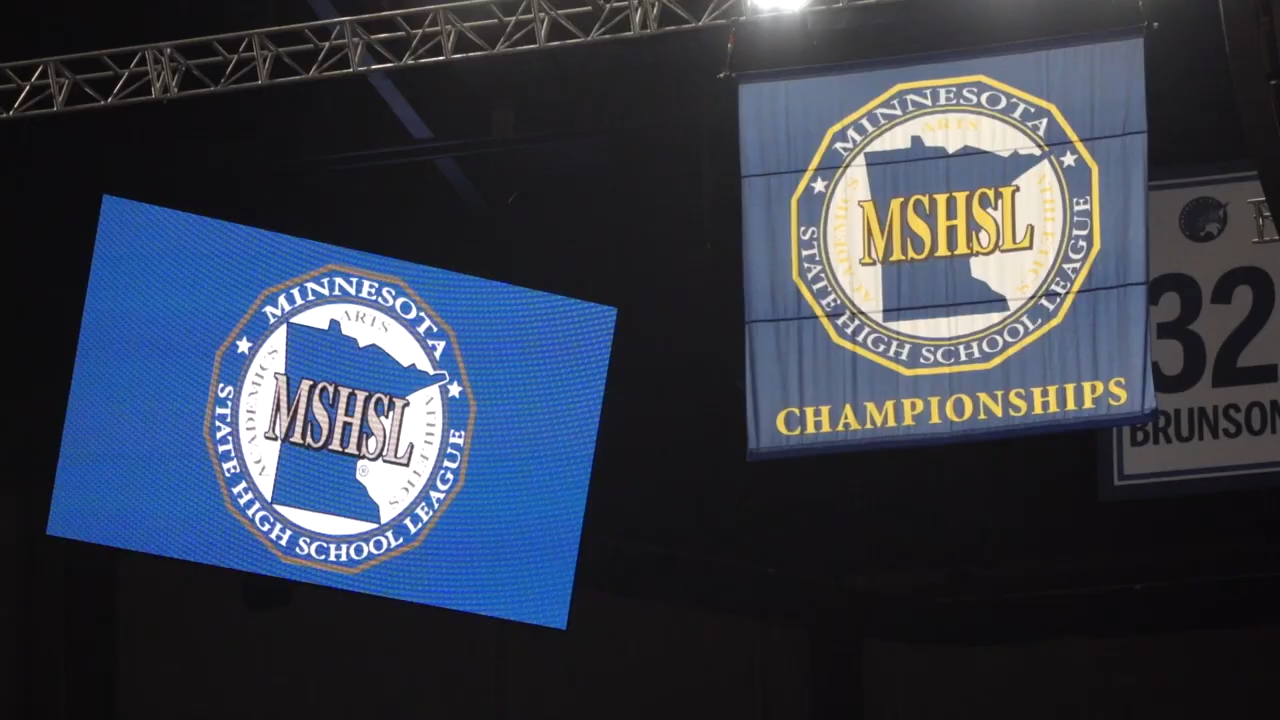 MINNESOTA
ARTS
ACADEMICS
ATHLETICS
MSHSL
®
STATE HIGH SCHOOL LEAGUE
MINNESOTA
ARTS
ACADEMICS
ATHLETICS
MSHSL
STATE HIGH SCHOOL LEAGUE
CHAMPIONSHIPS
32
BRUNSON